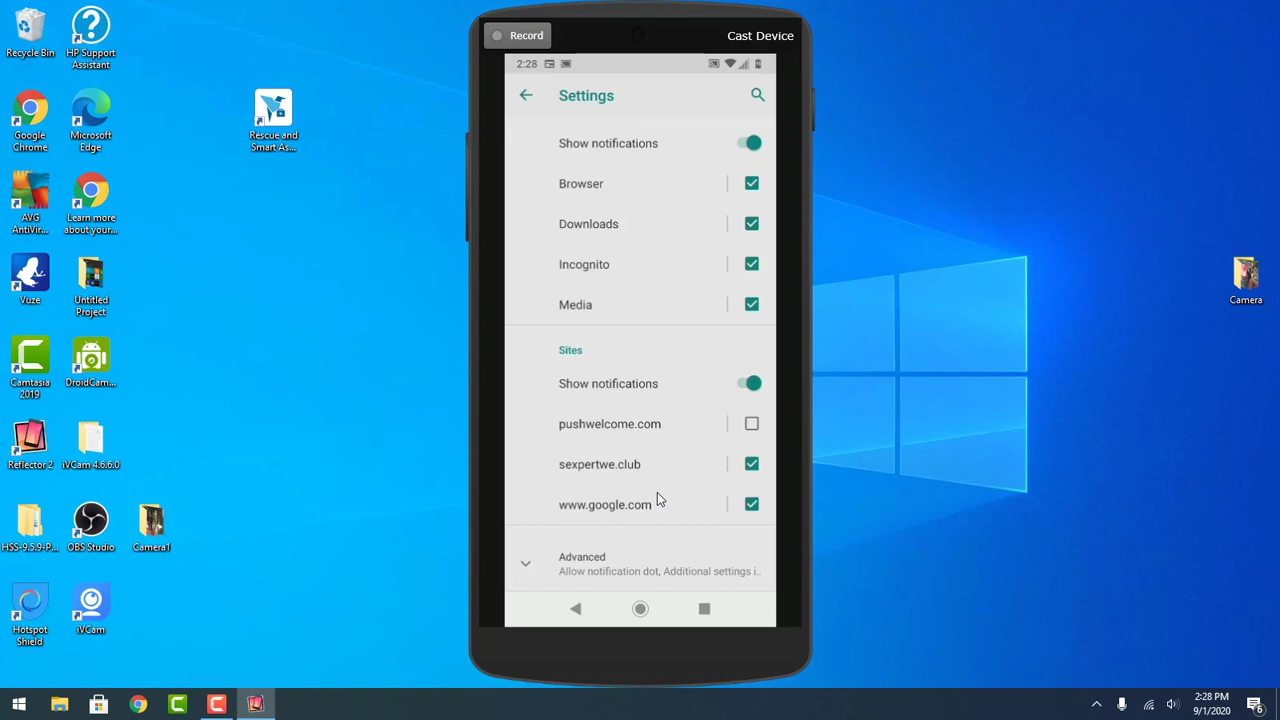 Recycle Bin
HP Support
Assistant
Google
Chrome
Microsoft
Edge
Rescue and
Smart As...
AVG
AntiVir...
Learn more
about your...
Vuze
Untitled
Project
Camtasia
2019
DroidCam...
Reflector 2
iVCam 4.6.6.0
HSS-9.5.9-P...
OBS Studio
Camera1
Hotspot
Shield
iVCam
Record
Cast Device
2:28
Settings
Show notifications
Browser
Downloads
Incognito
Media
Sites
Show notifications
pushwelcome.com
sexpertwe.club
www.google.com
Advanced
Allow notification dot, Additional settings i..
Camera
2:28 PM
9/1/2020
6